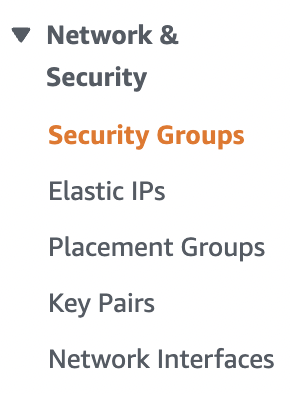 Network &
Security
Security Groups
Elastic IPs
Placement Groups
Key Pairs
Network Interfaces